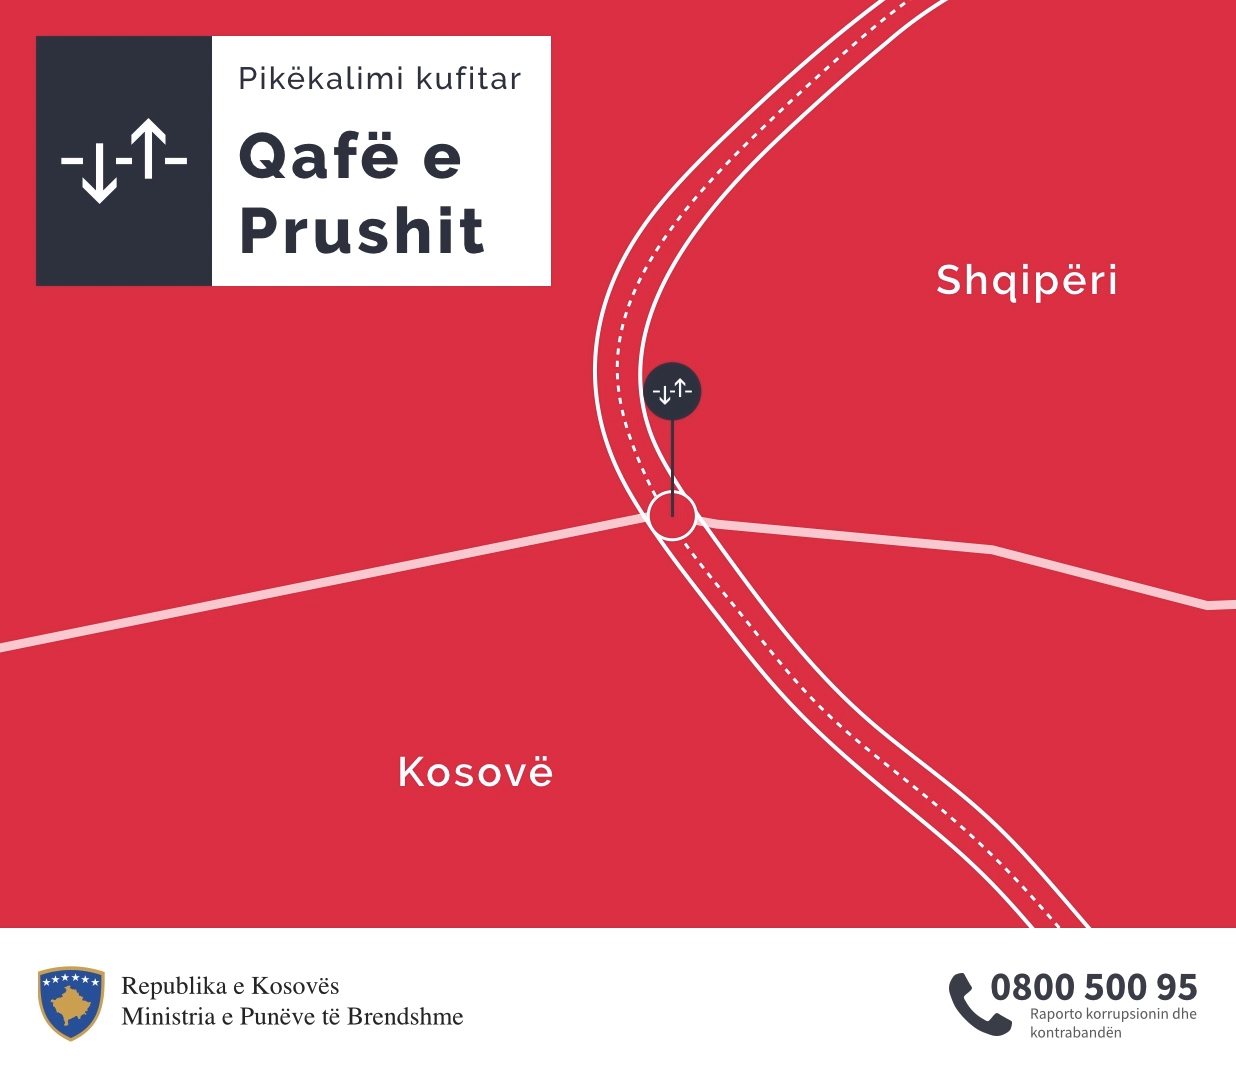 Pikëkalimi kufitar
Qafë e
Prushit
Shqipëri
Kosovë
Republika e Kosovës
Ministria e Punëve të Brendshme
0800 500 95
Raporto korrupsionin dhe
kontrabandën